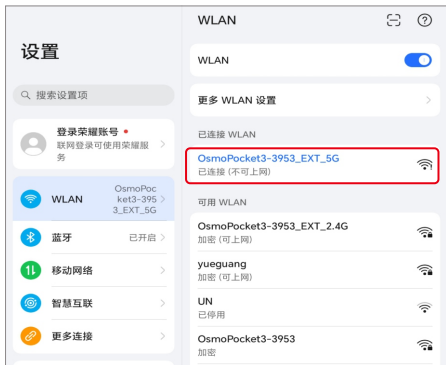 设置
搜索设置项
登录荣耀账号
联网登录可使用荣耀服
务
WLAN
OsmoPoc
ket3-395
3_EXT_5G
蓝牙
已开启
移动网络
智慧互联
更多连接
WLAN
WLAN
更多 WLAN 设置
已连接 WLAN
OsmoPocket3-3953_EXT_5G
已连接 (不可上网)
可用 WLAN
OsmoPocket3-3953_EXT_2.4G
加密 (可上网)
yueguang
加密 (可上网)
UN
已停用
OsmoPocket3-3953
加密